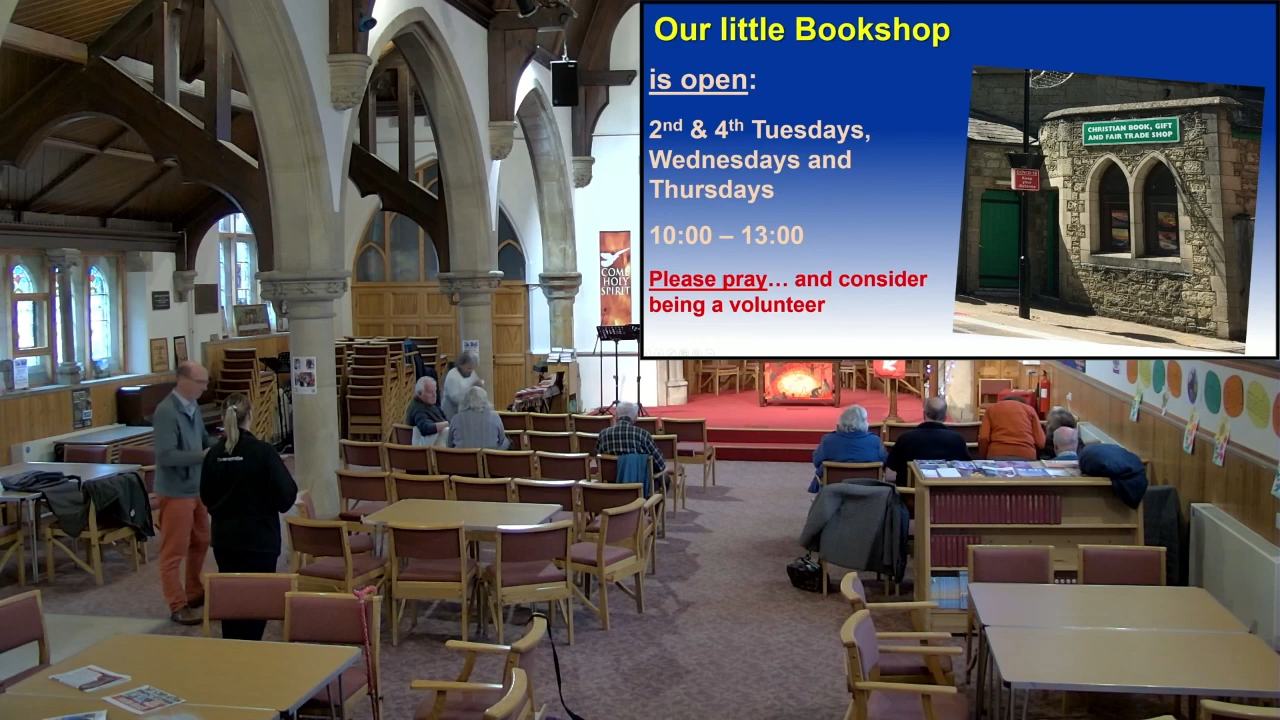 Our little Bookshop
is open:
2nd & 4th Tuesdays,
Wednesdays and
Thursdays
10:00 – 13:00
Please pray... and consider
being a volunteer
CHRISTIAN BOOK, GIFT
AND FAIR TRADE SHOP
COME
HOLY
SPIRIT